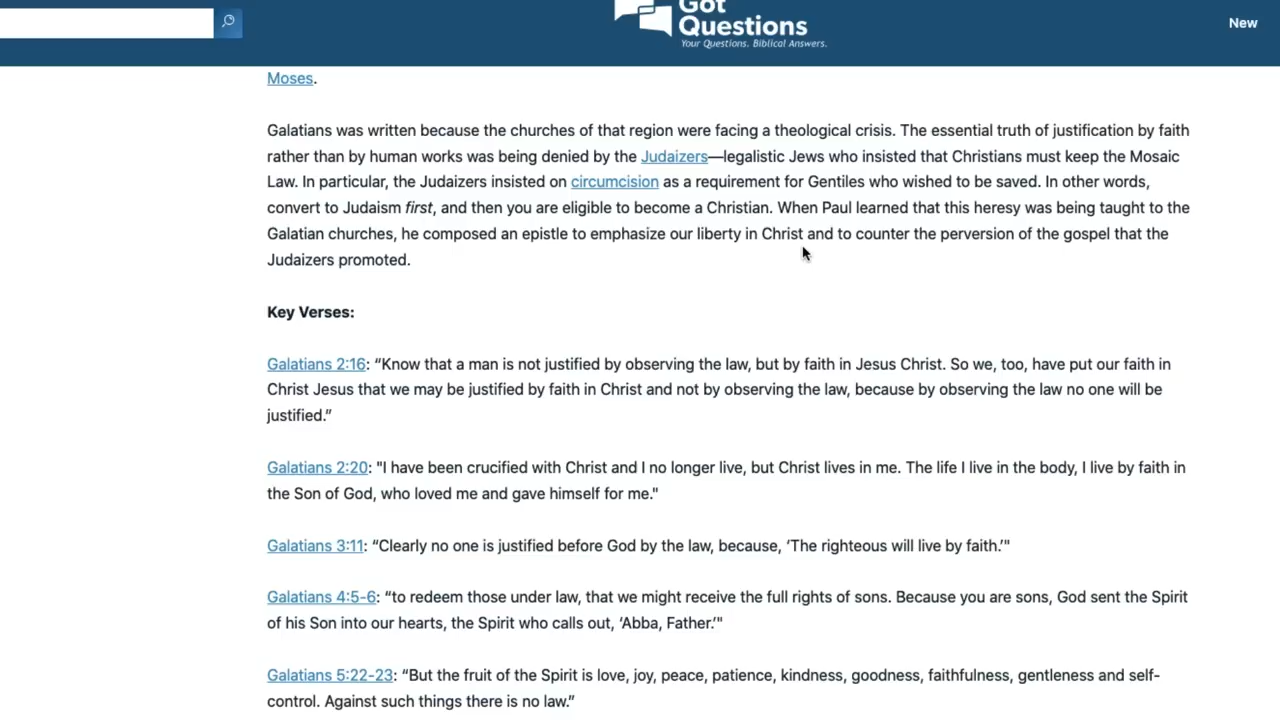 Got
Questions
Your Questions. Biblical Answers.
New
Moses.
Galatians was written because the churches of that region were facing a theological crisis. The essential truth of justification by faith
rather than by human works was being denied by the Judaizers—legalistic Jews who insisted that Christians must keep the Mosaic
Law. In particular, the Judaizers insisted on circumcision as a requirement for Gentiles who wished to be saved. In other words,
convert to Judaism first, and then you are eligible to become a Christian. When Paul learned that this heresy was being taught to the
Galatian churches, he composed an epistle to emphasize our liberty in Christ and to counter the perversion of the gospel that the
Judaizers promoted.
Key Verses:
Galatians 2:16: “Know that a man is not justified by observing the law, but by faith in Jesus Christ. So we, too, have put our faith in
Christ Jesus that we may be justified by faith in Christ and not by observing the law, because by observing the law no one will be
justified.”
Galatians 2:20: "I have been crucified with Christ and I no longer live, but Christ lives in me. The life I live in the body, I live by faith in
the Son of God, who loved me and gave himself for me."
Galatians 3:11: “Clearly no one is justified before God by the law, because, ‘The righteous will live by faith.’"
Galatians 4:5-6: “to redeem those under law, that we might receive the full rights of sons. Because you are sons, God sent the Spirit
of his Son into our hearts, the Spirit who calls out, ‘Abba, Father.’"
Galatians 5:22-23: “But the fruit of the Spirit is love, joy, peace, patience, kindness, goodness, faithfulness, gentleness and self-
control. Against such things there is no law.”